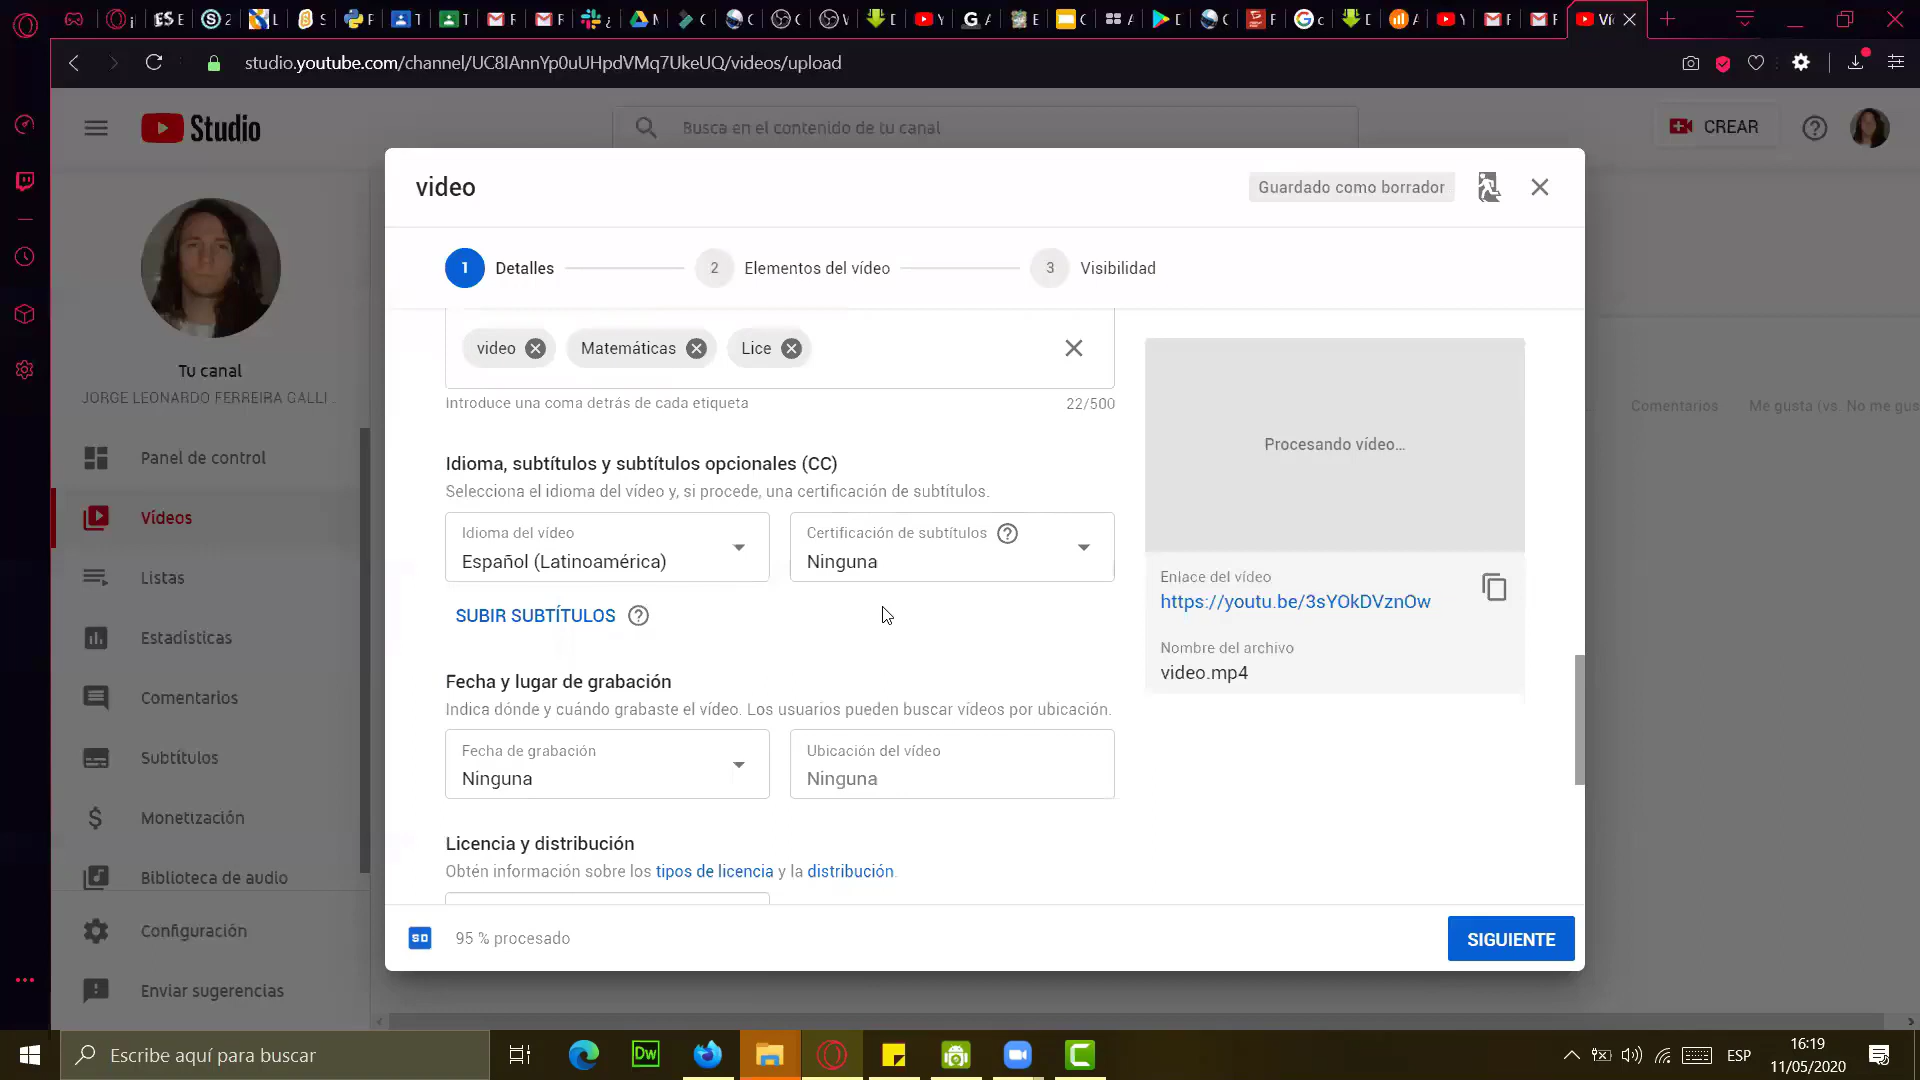 studio.youtube.com/channel/UC8IAnnYp0uUHpdVMq7UkeUQ/videos/upload
Studio
Busca en el contenido de tu canal
CREAR
video
Guardado como borrador
1
Detalles
2
Elementos del vídeo
3
Visibilidad
Tu canal
JORGE LEONARDO FERREIRA GALLI ...
Panel de control
Vídeos
Listas
Estadísticas
Comentarios
Subtítulos
Monetización
Biblioteca de audio
Configuración
Enviar sugerencias
video
Matemáticas
Lice
Introduce una coma detrás de cada etiqueta
22/500
Idioma, subtítulos y subtítulos opcionales (CC)
Selecciona el idioma del vídeo y, si procede, una certificación de subtítulos.
Idioma del vídeo
Español (Latinoamérica)
Certificación de subtítulos
Ninguna
SUBIR SUBTÍTULOS
Fecha y lugar de grabación
Indica dónde y cuándo grabaste el vídeo. Los usuarios pueden buscar vídeos por ubicación.
Fecha de grabación
Ninguna
Ubicación del vídeo
Ninguna
Licencia y distribución
Obtén información sobre los tipos de licencia y la distribución.
Procesando vídeo...
Enlace del vídeo
https://youtu.be/3sYOkDVznOw
Nombre del archivo
video.mp4
Comentarios
Me gusta (vs. No me gus
SD
95 % procesado
SIGUIENTE
Escribe aquí para buscar
Dw
ESP
16:19
11/05/2020